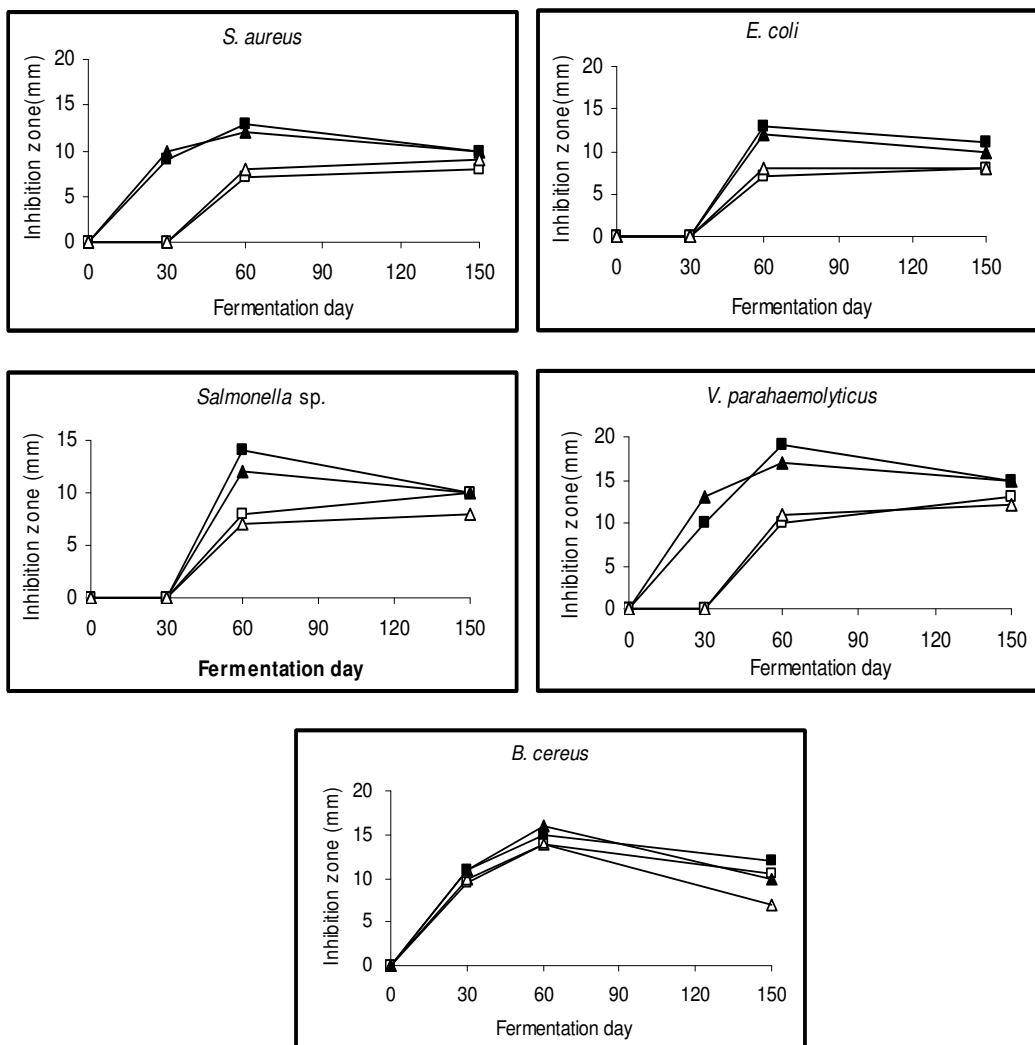 S. aureus
Inhibition zone(mm)
20
15
10
5
0
0 30 60 90 120 150
Fermentation day
E. coli
Inhibition zone(mm)
20
15
10
5
0
0 30 60 90 120 150
Fermentation day
Salmonella sp.
Inhibition zone (mm)
15
10
5
0
0 30 60 90 120 150
Fermentation day
V. parahaemolyticus
Inhibition zone(mm)
20
15
10
5
0
0 30 60 90 120 150
Fermentation day
B. cereus
Inhibition zone (mm)
20
15
10
5
0
0 30 60 90 120 150
Fermentation day